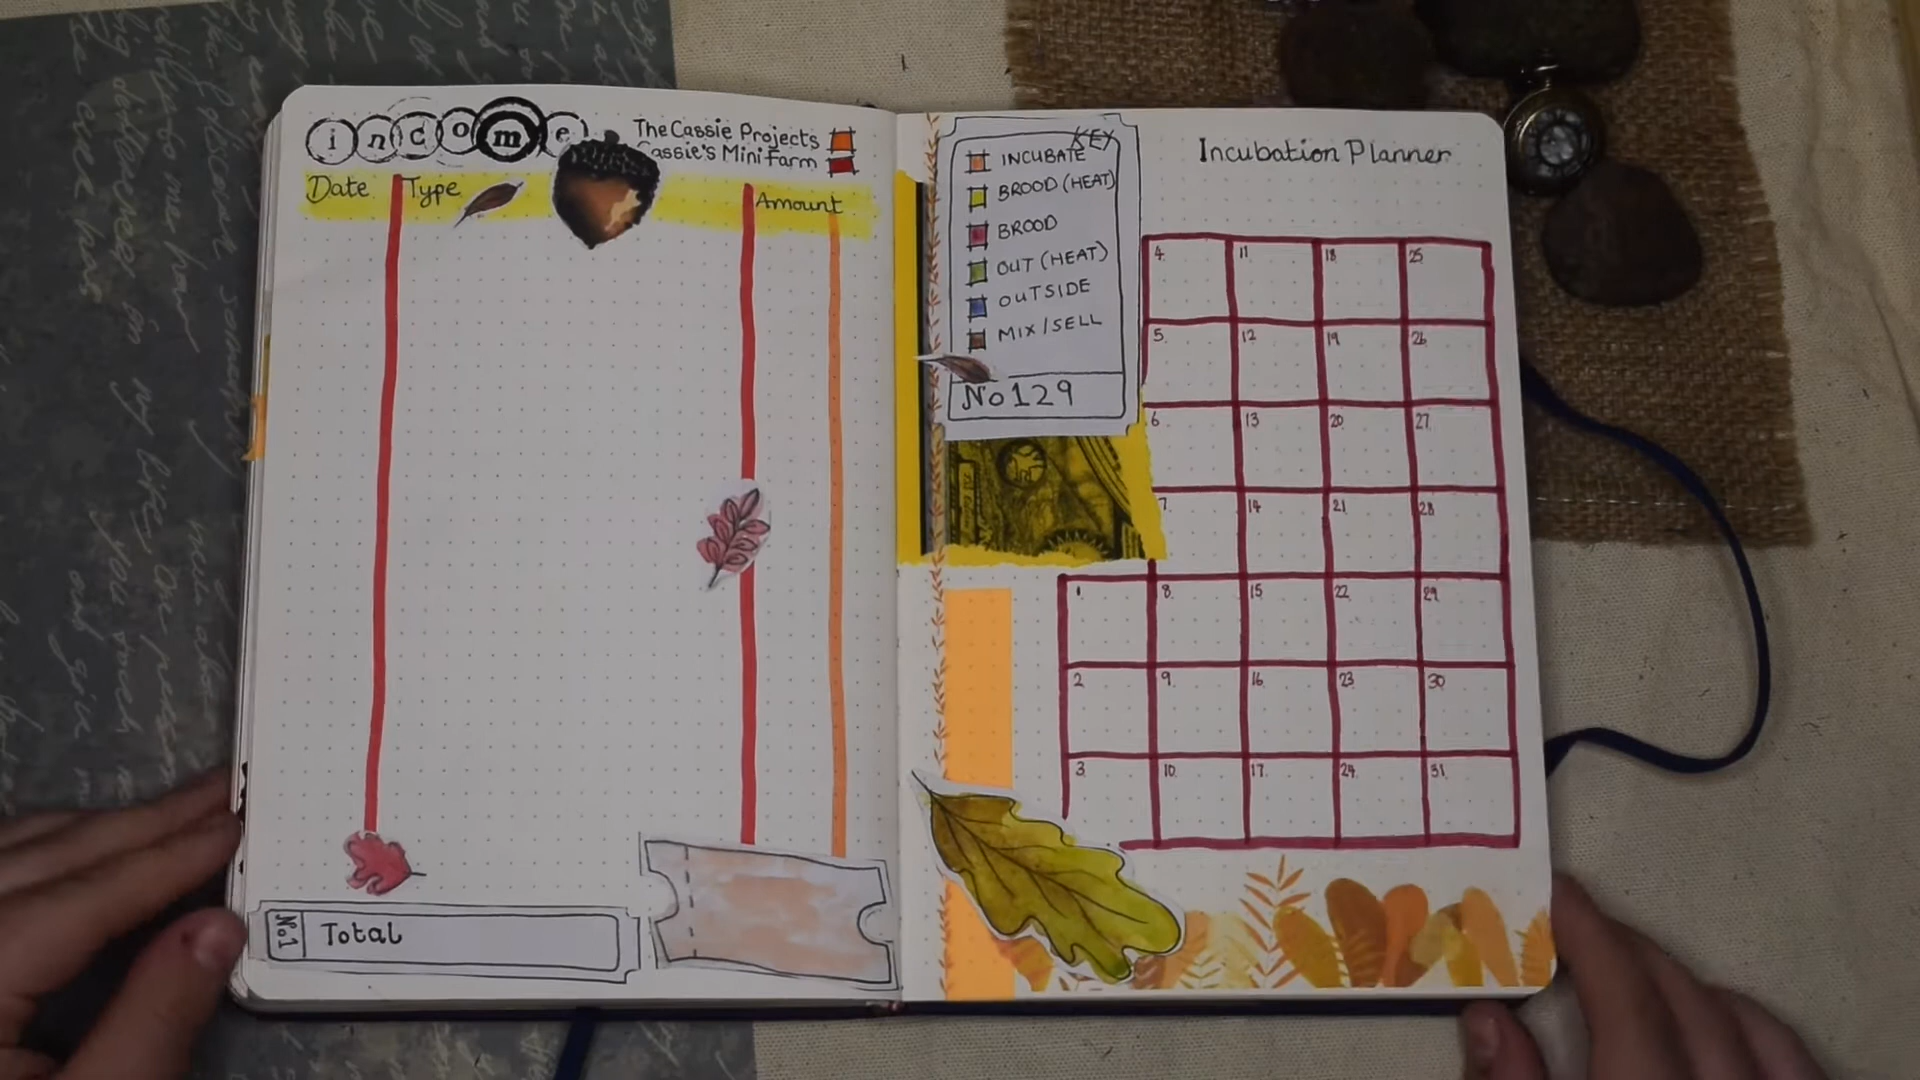 income
The Cassie Projects
Cassie's Mini Farm
Date Type Amount
No1 Total
KEY
INCUBATE
BROOD (HEAT)
BROOD
OUT (HEAT)
OUTSIDE
MIX/SELL
No 129
Incubation Planner
4 11 18 25
5 12 19 26
6 13 20 27
7 14 21 28
1 8 15 22 29
2 9 16 23 30
3 10 17 24 31